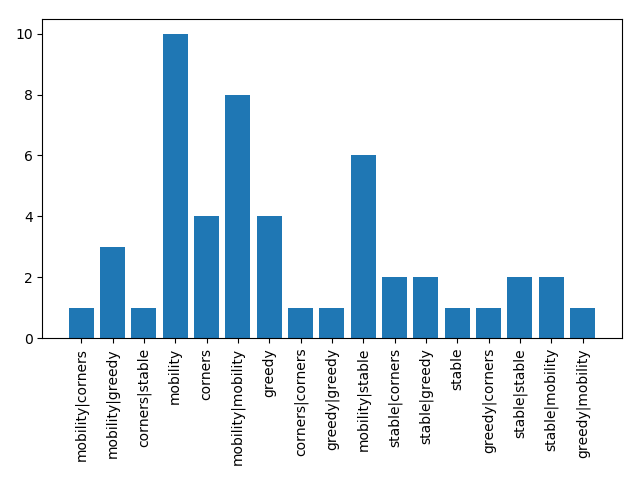 10
8
6
4
2
0
mobility|corners
mobility|greedy
corners|stable
mobility
corners
mobility|mobility
greedy
corners|corners
greedy|greedy
mobility|stable
stable|corners
stable|greedy
stable
greedy|corners
stable|stable
stable|mobility
greedy|mobility